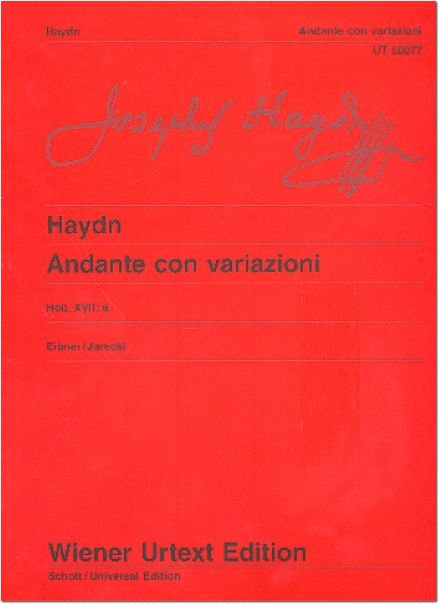 Haydn Andante con variazioni
UT 50077
Joseph Haydn
Haydn
Andante con variazioni
Hob. XVII: 6
Eibner/Jarecki
Wiener Urtext Edition
Schott/Universal Edition